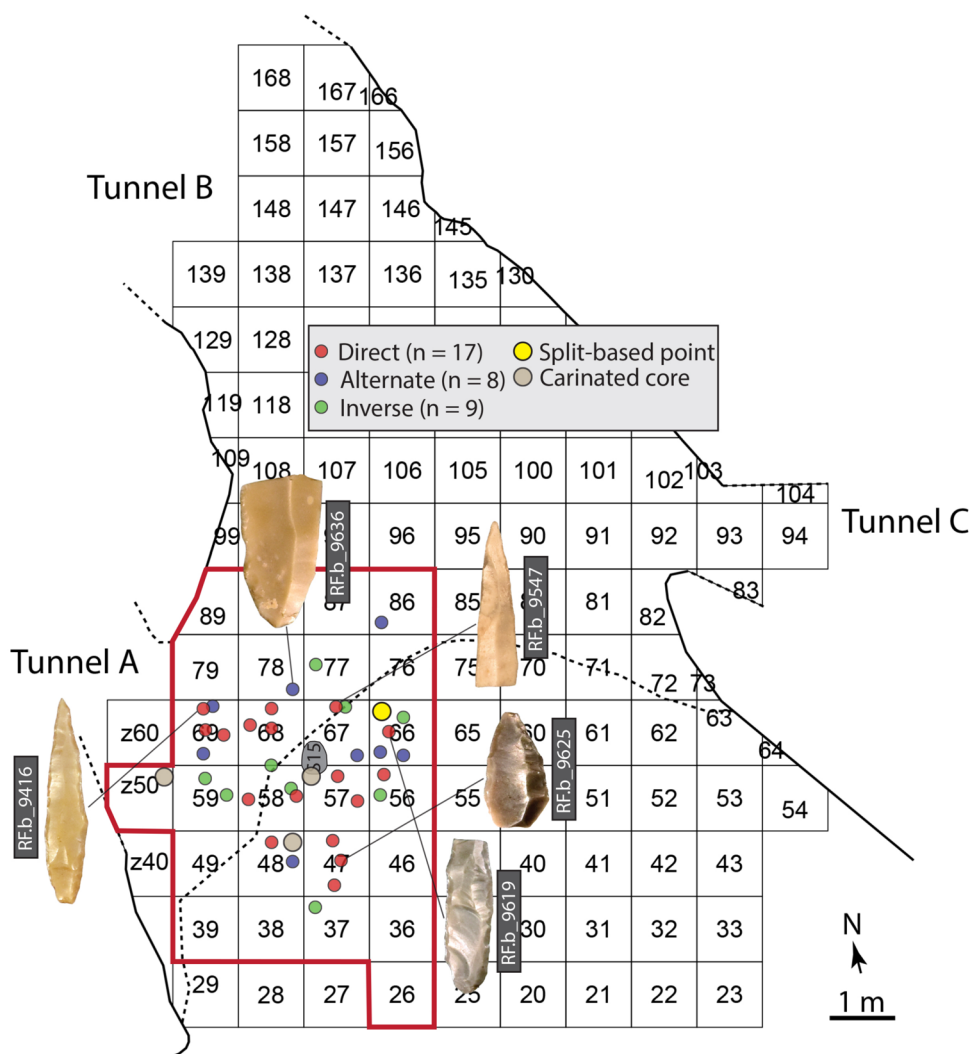 168 167 166
158 157 156
Tunnel B
148 147 146 145
139 138 137 136 135 130
129 128
Direct (n = 17) Split-based point
Alternate (n = 8) Carinated core
Inverse (n = 9)
119 118
109 108 107 106 105 100 101 102 103 104
99 96 95 90 91 92 93 94
Tunnel C
RF.b_9636
RF.b_9547
89 87 86 85 81 82 83
Tunnel A
79 78 77 76 75 70 71 72 73
z60 69 68 67 66 65 60 61 62 63 64
S15
z50 59 58 57 56 55 51 52 53 54
RF.b_9416
RF.b_9625
z40 49 48 47 46 40 41 42 43
RF.b_9619
39 38 37 36 30 31 32 33
29 28 27 26 25 20 21 22 23
N
1 m